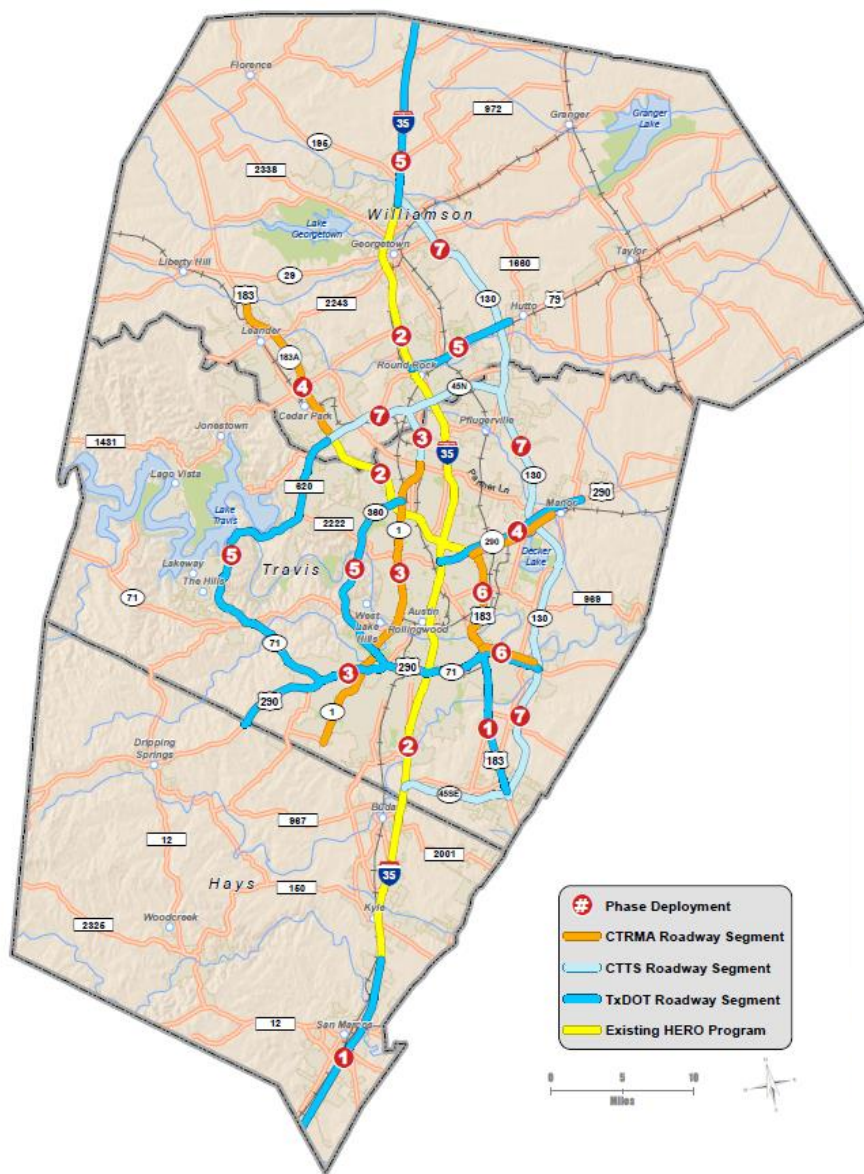 Florence
35
972
Granger
Granger Lake
195
5
2338
Williamson
Lake Georgetown
Georgetown
7
Taylor
Liberty Hill
29
1660
183
2243
130
Hutto
79
Leander
2
5
183A
Round Rock
4
45N
Cedar Park
7
Jonestown
3
Pflugerville
7
1431
35
2
130
Lago Vista
620
Parmer Ln
290
Lake Travis
360
Manor
2222
1
290
4
5
Decker Lake
Lakeway
Travis
5
3
The Hills
6
71
130
969
West Lake Hills
Austin
183
Rollingwood
71
3
290
71
6
290
1
1
7
2
183
Dripping Springs
45SE
Buda
967
12
2001
Hays
35
150
Kyle
2325
Woodcreek
12
San Marcos
1
# Phase Deployment
CTRMA Roadway Segment
CTTS Roadway Segment
TxDOT Roadway Segment
Existing HERO Program
0 5 10
Miles